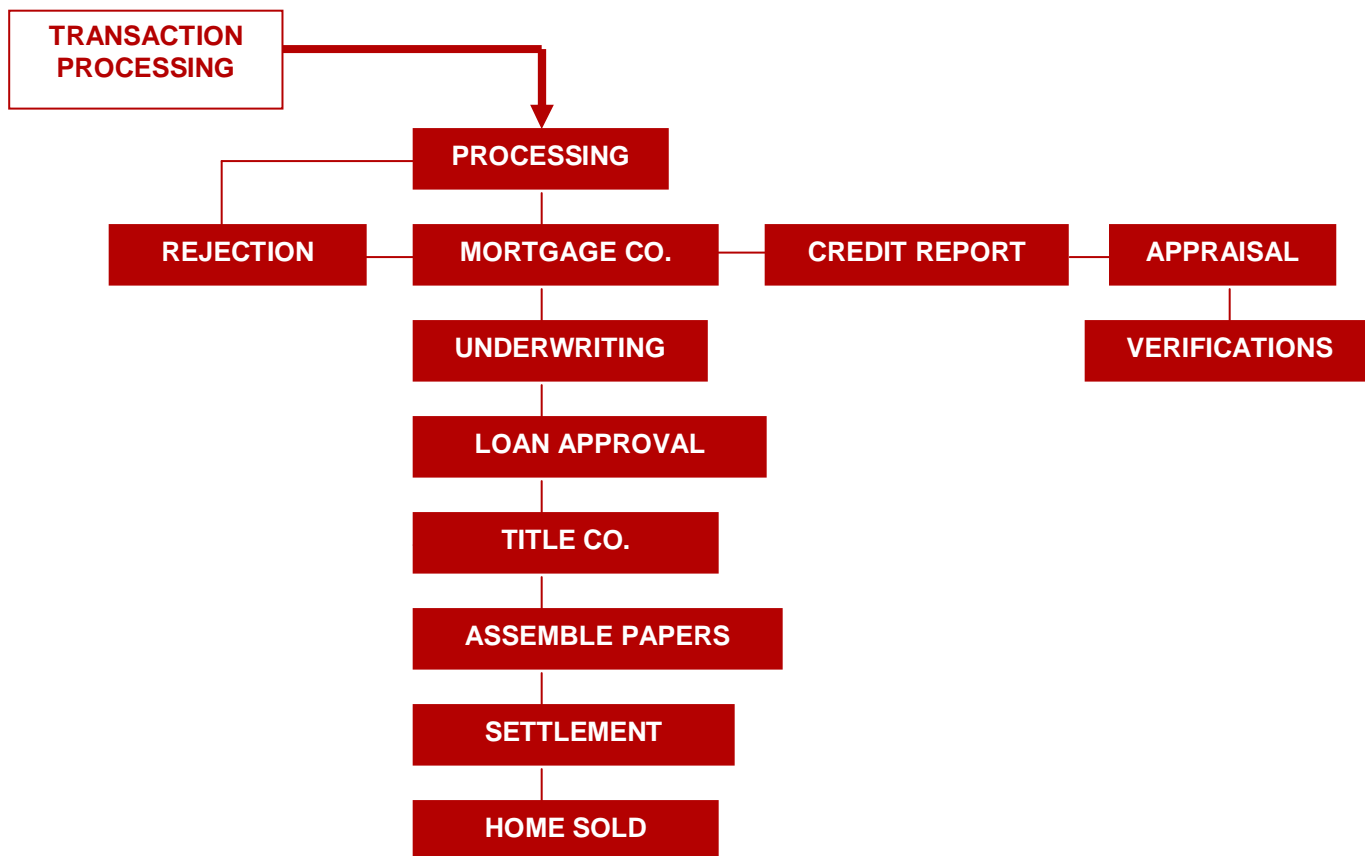 TRANSACTION
PROCESSING
PROCESSING
REJECTION
MORTGAGE CO.
CREDIT REPORT
APPRAISAL
UNDERWRITING
VERIFICATIONS
LOAN APPROVAL
TITLE CO.
ASSEMBLE PAPERS
SETTLEMENT
HOME SOLD